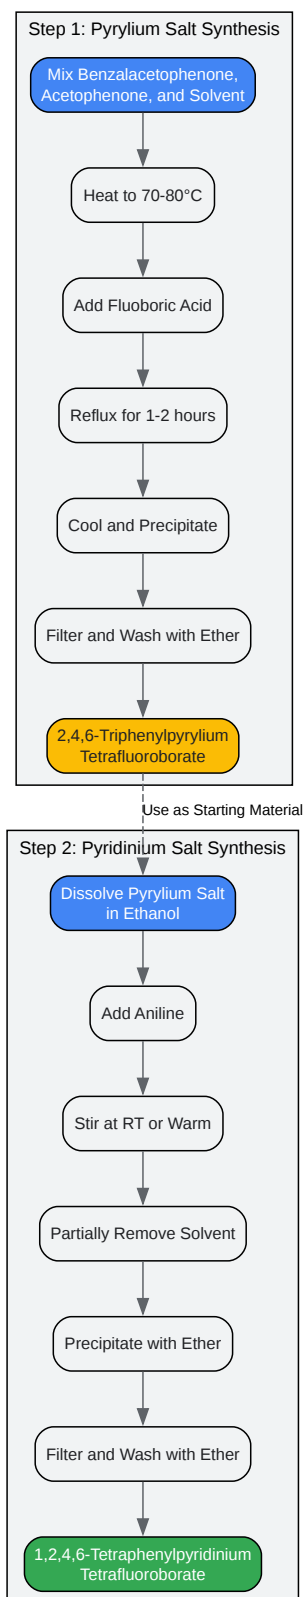 Step 1: Pyrylium Salt Synthesis
Mix Benzalacetophenone,
Acetophenone, and Solvent
Heat to 70-80°C
Add Fluoboric Acid
Reflux for 1-2 hours
Cool and Precipitate
Filter and Wash with Ether
2,4,6-Triphenylpyrylium
Tetrafluoroborate
Use as Starting Material
Step 2: Pyridinium Salt Synthesis
Dissolve Pyrylium Salt
in Ethanol
Add Aniline
Stir at RT or Warm
Partially Remove Solvent
Precipitate with Ether
Filter and Wash with Ether
1,2,4,6-Tetraphenylpyridinium
Tetrafluoroborate